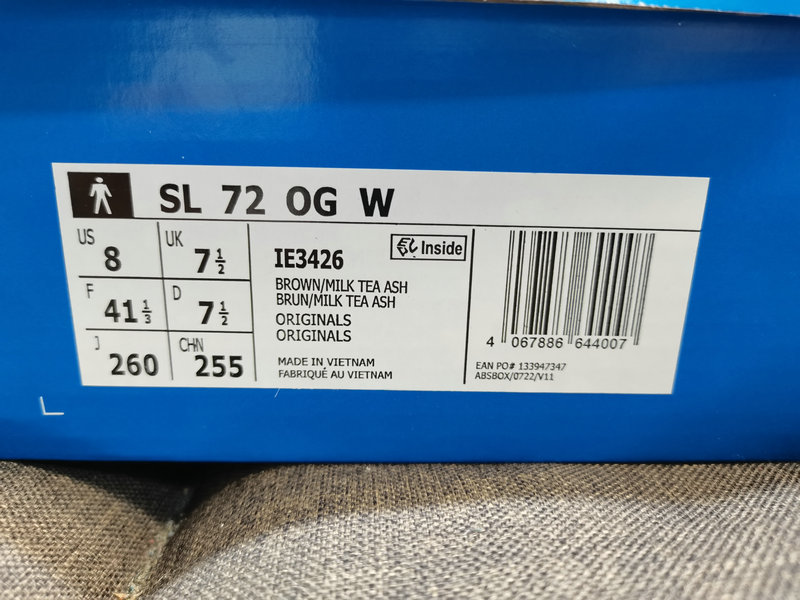 SL 72 OG W
US 8 UK 7 1/2
F 41 1/3 D 7 1/2
J 260 CHN 255
IE3426
Inside
BROWN/MILK TEA ASH
BRUN/MILK TEA ASH
ORIGINALS
ORIGINALS
MADE IN VIETNAM
FABRIQUÉ AU VIETNAM
4 067886 644007
EAN PO# 133947347
ABSBOX/0722/V11